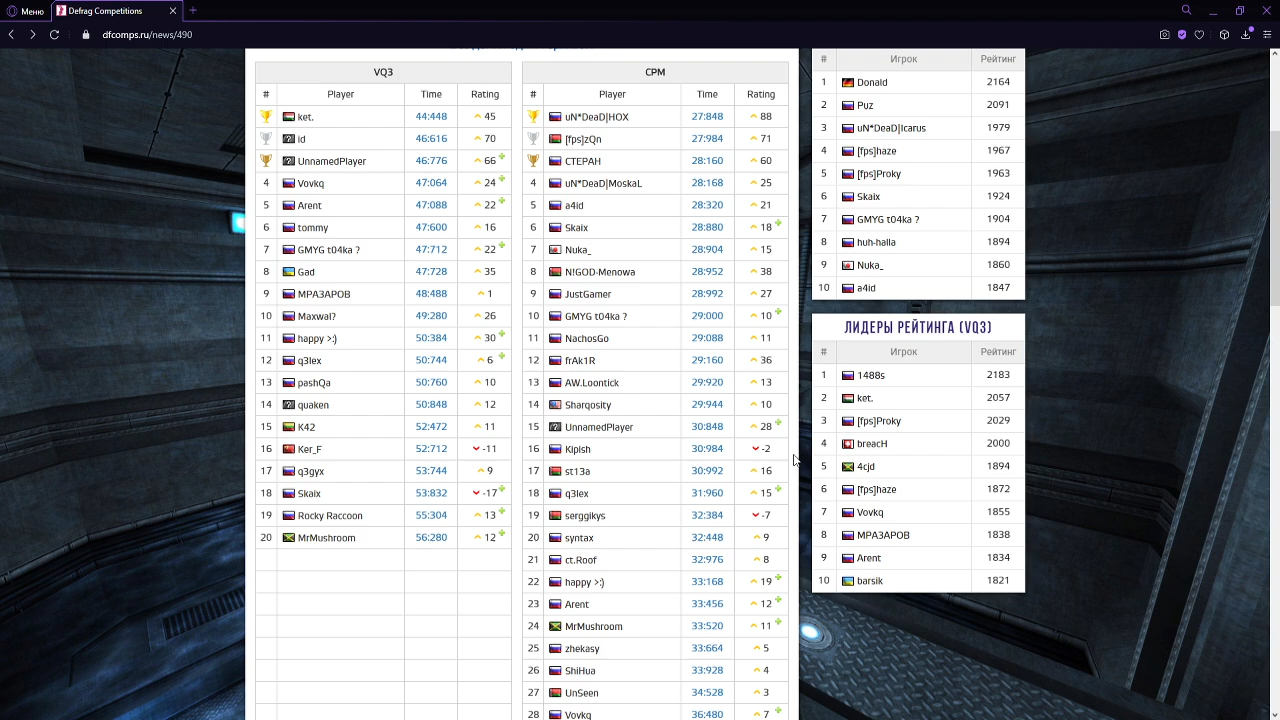 Меню
Defrag Competitions
dfcomps.ru/news/490
VQ3
# Player Time Rating
ket. 44:448 45
id 46:616 70
UnnamedPlayer 46:776 66
4 Vovkq 47:064 24
5 Arent 47:088 22
6 tommy 47:600 16
7 GMYG t04ka ? 47:712 22
8 Gad 47:728 35
9 МРАЗАРОВ 48:488 1
10 Maxwal? 49:280 26
11 happy >:) 50:384 30
12 q3lex 50:744 6
13 pashQa 50:760 10
14 quaken 50:848 12
15 K42 52:472 11
16 Ker_F 52:712 -11
17 q3gyx 53:744 9
18 Skaix 53:832 -17
19 Rocky Raccoon 55:304 13
20 MrMushroom 56:280 12
CPM
# Player Time Rating
uN*DeaD|HOX 27:848 88
[fps]zQn 27:984 71
СТЕРАН 28:160 60
4 uN*DeaD|MoskaL 28:168 25
5 a4id 28:320 21
6 Skaix 28:880 18
7 Nuka_ 28:904 15
8 N!GOD-Menowa 28:952 38
9 JustGamer 28:992 27
10 GMYG t04ka ? 29:000 10
11 NachosGo 29:088 11
12 frAk1R 29:160 36
13 AW.Loontick 29:920 13
14 Sharqosity 29:944 10
15 UnnamedPlayer 30:848 28
16 Kipish 30:984 -2
17 st13a 30:992 16
18 q3lex 31:960 15
19 serggikys 32:384 -7
20 syntax 32:448 9
21 ct.Roof 32:976 8
22 happy >:) 33:168 19
23 Arent 33:456 12
24 MrMushroom 33:520 11
25 zhekasy 33:664 5
26 ShiHua 33:928 4
27 UnSeen 34:528 3
28 Vovkq 36:480 7
# Игрок Рейтинг
1 Donald 2164
2 Puz 2091
3 uN*DeaD|Icarus 1979
4 [fps]haze 1967
5 [fps]Proky 1963
6 Skaix 1924
7 GMYG t04ka ? 1904
8 huh-halla 1894
9 Nuka_ 1860
10 a4id 1847
ЛИДЕРЫ РЕЙТИНГА (VQ3)
# Игрок Рейтинг
1 1488s 2183
2 ket. 2057
3 [fps]Proky 2029
4 breacH 2000
5 4cjd 1894
6 [fps]haze 1872
7 Vovkq 1855
8 МРАЗАРОВ 1838
9 Arent 1834
10 barsik 1821